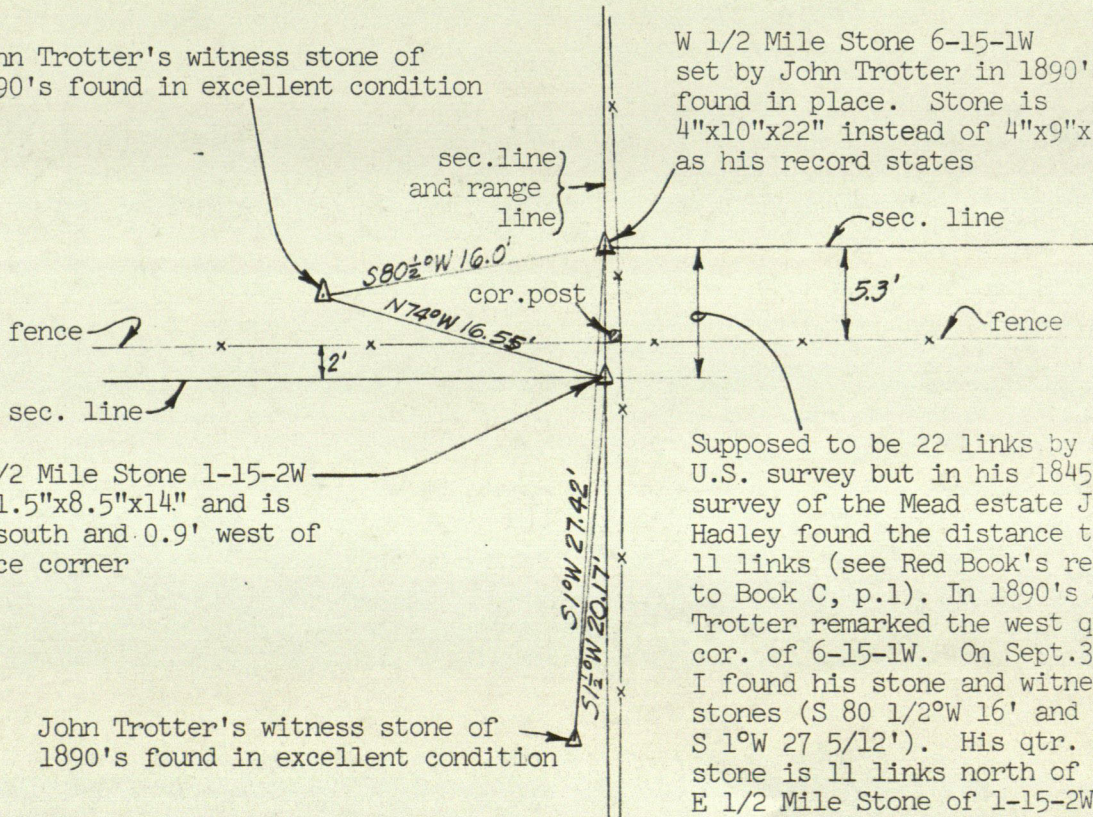 nn Trotter's witness stone of
90's found in excellent condition
W 1/2 Mile Stone 6-15-1W
set by John Trotter in 1890'
found in place. Stone is
4"x10"x22" instead of 4"x9"x
as his record states
sec.line
and range
line
sec. line
S80½°W 16.0'
5.3'
cor.post
N74°W 16.55'
fence
fence
2'
sec. line
/2 Mile Stone 1-15-2W
1.5"x8.5"x14" and is
south and 0.9' west of
ce corner
Supposed to be 22 links by
U.S. survey but in his 1845
survey of the Mead estate J
Hadley found the distance t
11 links (see Red Book's re
to Book C, p.1). In 1890's
Trotter remarked the west q
cor. of 6-15-1W. On Sept.3
I found his stone and witne
stones (S 80 1/2°W 16' and
S 1°W 27 5/12'). His qtr.
stone is 11 links north of
E 1/2 Mile Stone of 1-15-2W
S1°W 27.42'
S1½°W 20.17'
John Trotter's witness stone of
1890's found in excellent condition